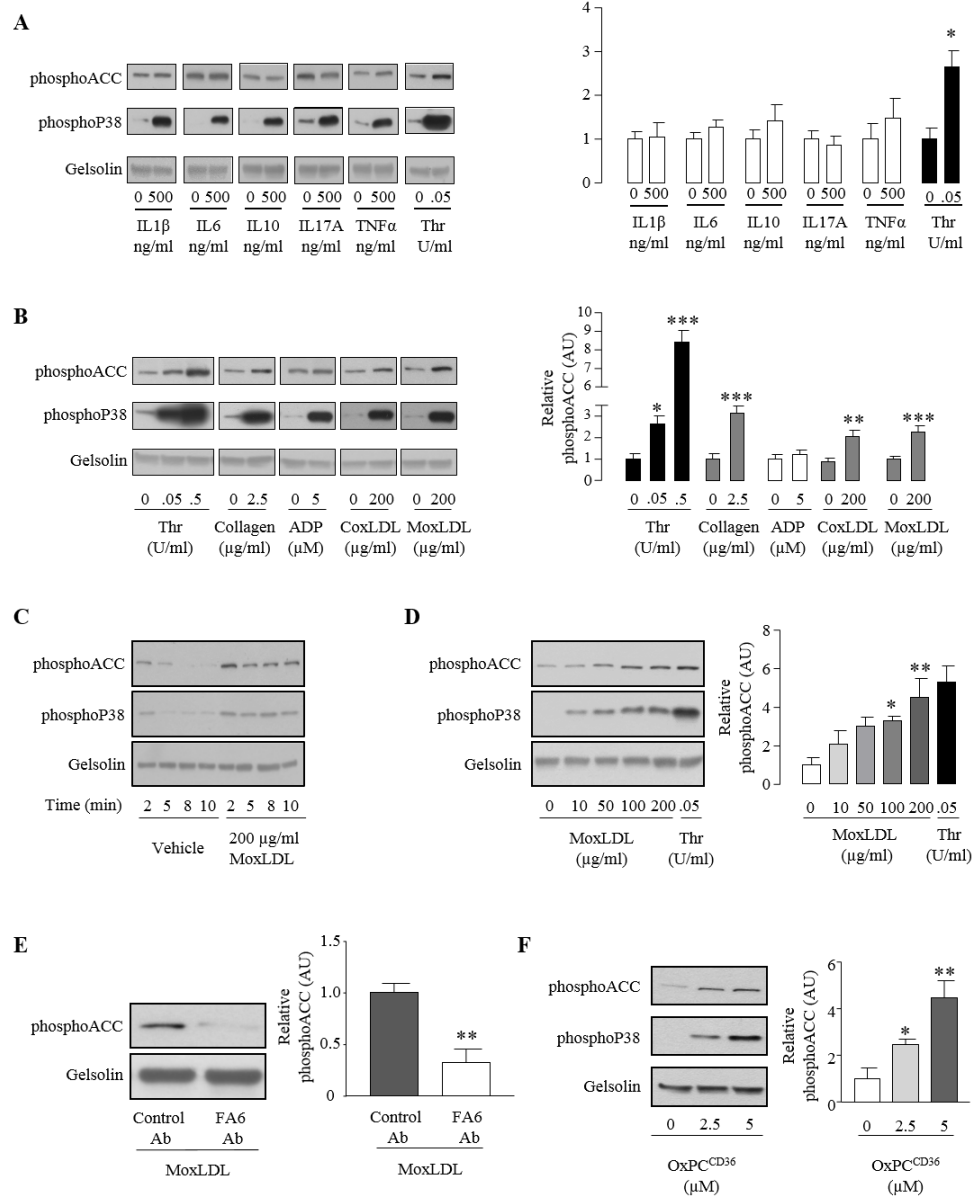 A
phosphoACC
phosphoP38
Gelsolin
0 500 0 500 0 500 0 500 0 500 0 .05
IL1β IL6 IL10 IL17A TNFα Thr
ng/ml ng/ml ng/ml ng/ml ng/ml U/ml
4
3
2
1
0
*
0 500 0 500 0 500 0 500 0 500 0 .05
IL1β IL6 IL10 IL17A TNFα Thr
ng/ml ng/ml ng/ml ng/ml ng/ml U/ml
B
phosphoACC
phosphoP38
Gelsolin
0 .05 .5 0 2.5 0 5 0 200 0 200
Thr Collagen ADP CoxLDL MoxLDL
(U/ml) (µg/ml) (µM) (µg/ml) (µg/ml)
Relative
phosphoACC (AU)
10
9
8
7
6
3
2
1
0
* *** *** ** ***
0 .05 .5 0 2.5 0 5 0 200 0 200
Thr Collagen ADP CoxLDL MoxLDL
(U/ml) (µg/ml) (µM) (µg/ml) (µg/ml)
C
phosphoACC
phosphoP38
Gelsolin
Time (min) 2 5 8 10 2 5 8 10
Vehicle 200 µg/ml
MoxLDL
D
phosphoACC
phosphoP38
Gelsolin
0 10 50 100 200 .05
MoxLDL Thr
(µg/ml) (U/ml)
Relative
phosphoACC (AU)
8
6
4
2
0
* **
0 10 50 100 200 .05
MoxLDL Thr
(µg/ml) (U/ml)
E
phosphoACC
Gelsolin
Control FA6
Ab Ab
MoxLDL
Relative
phosphoACC (AU)
1.5
1.0
0.5
0
**
Control FA6
Ab Ab
MoxLDL
F
phosphoACC
phosphoP38
Gelsolin
0 2.5 5
OxPC^CD36
(µM)
Relative
phosphoACC (AU)
6
4
2
0
* **
0 2.5 5
OxPC^CD36
(µM)